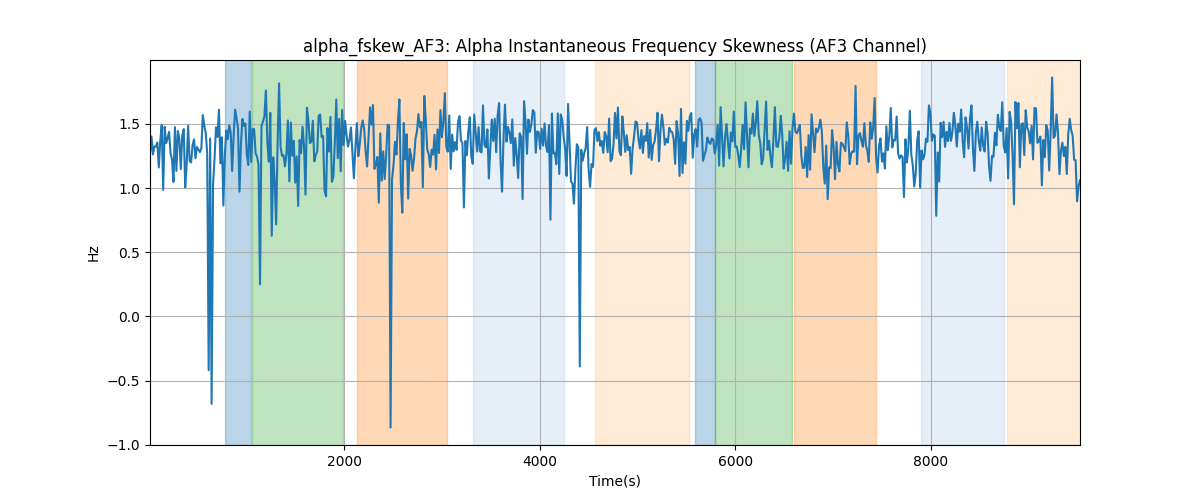 alpha_fskew_AF3: Alpha Instantaneous Frequency Skewness (AF3 Channel)
1.5
1.0
0.5
0.0
−0.5
−1.0
Hz
2000 4000 6000 8000
Time(s)